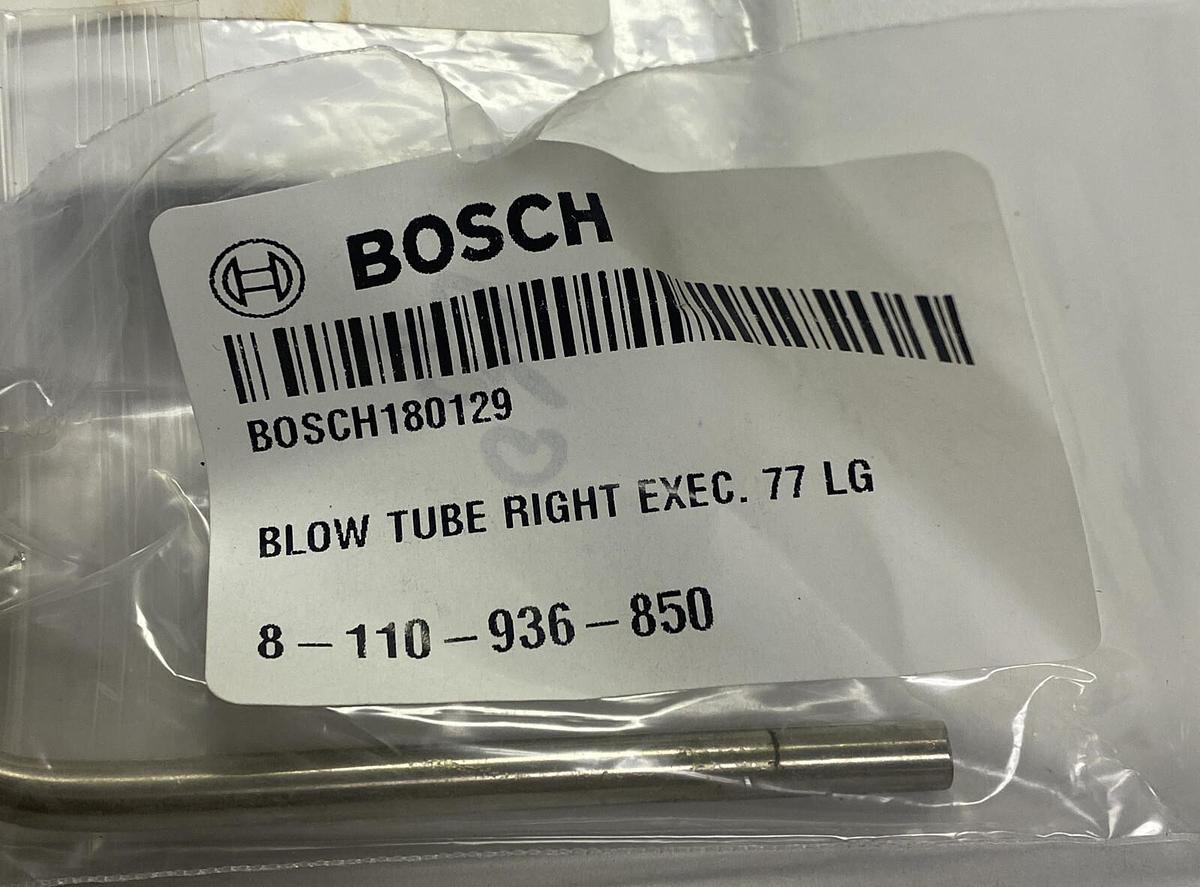 BOSCH
BOSCH180129
BLOW TUBE RIGHT EXEC. 77 LG
8-110-936-850